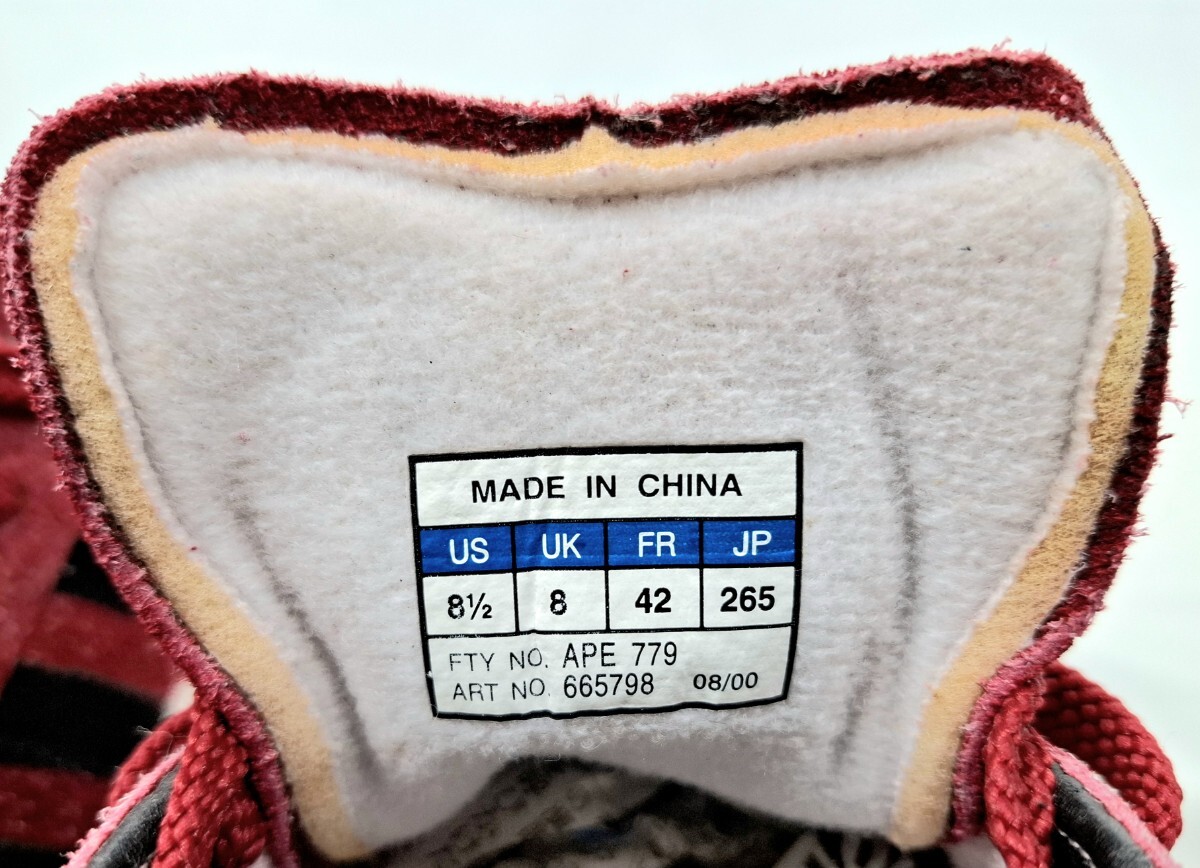 MADE IN CHINA
US UK FR JP
8½ 8 42 265
FTY NO. APE 779
ART NO. 665798 08/00